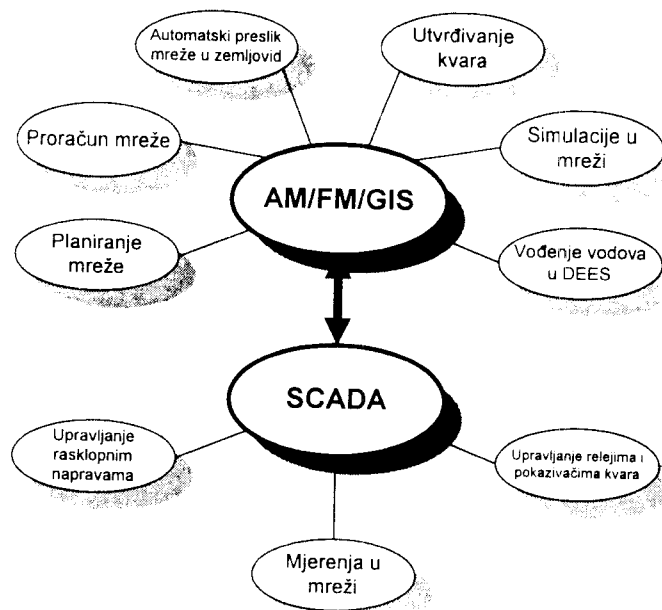 Automatski preslik
mreže u zemljovid
Utvrđivanje
kvara
Proračun mreže
Simulacije u
mreži
AM/FM/GIS
Planiranje
mreže
Vođenje vodova
u DEES
SCADA
Upravljanje
rasklopnim
napravama
Upravljanje relejima i
pokazivačima kvara
Mjerenja u
mreži